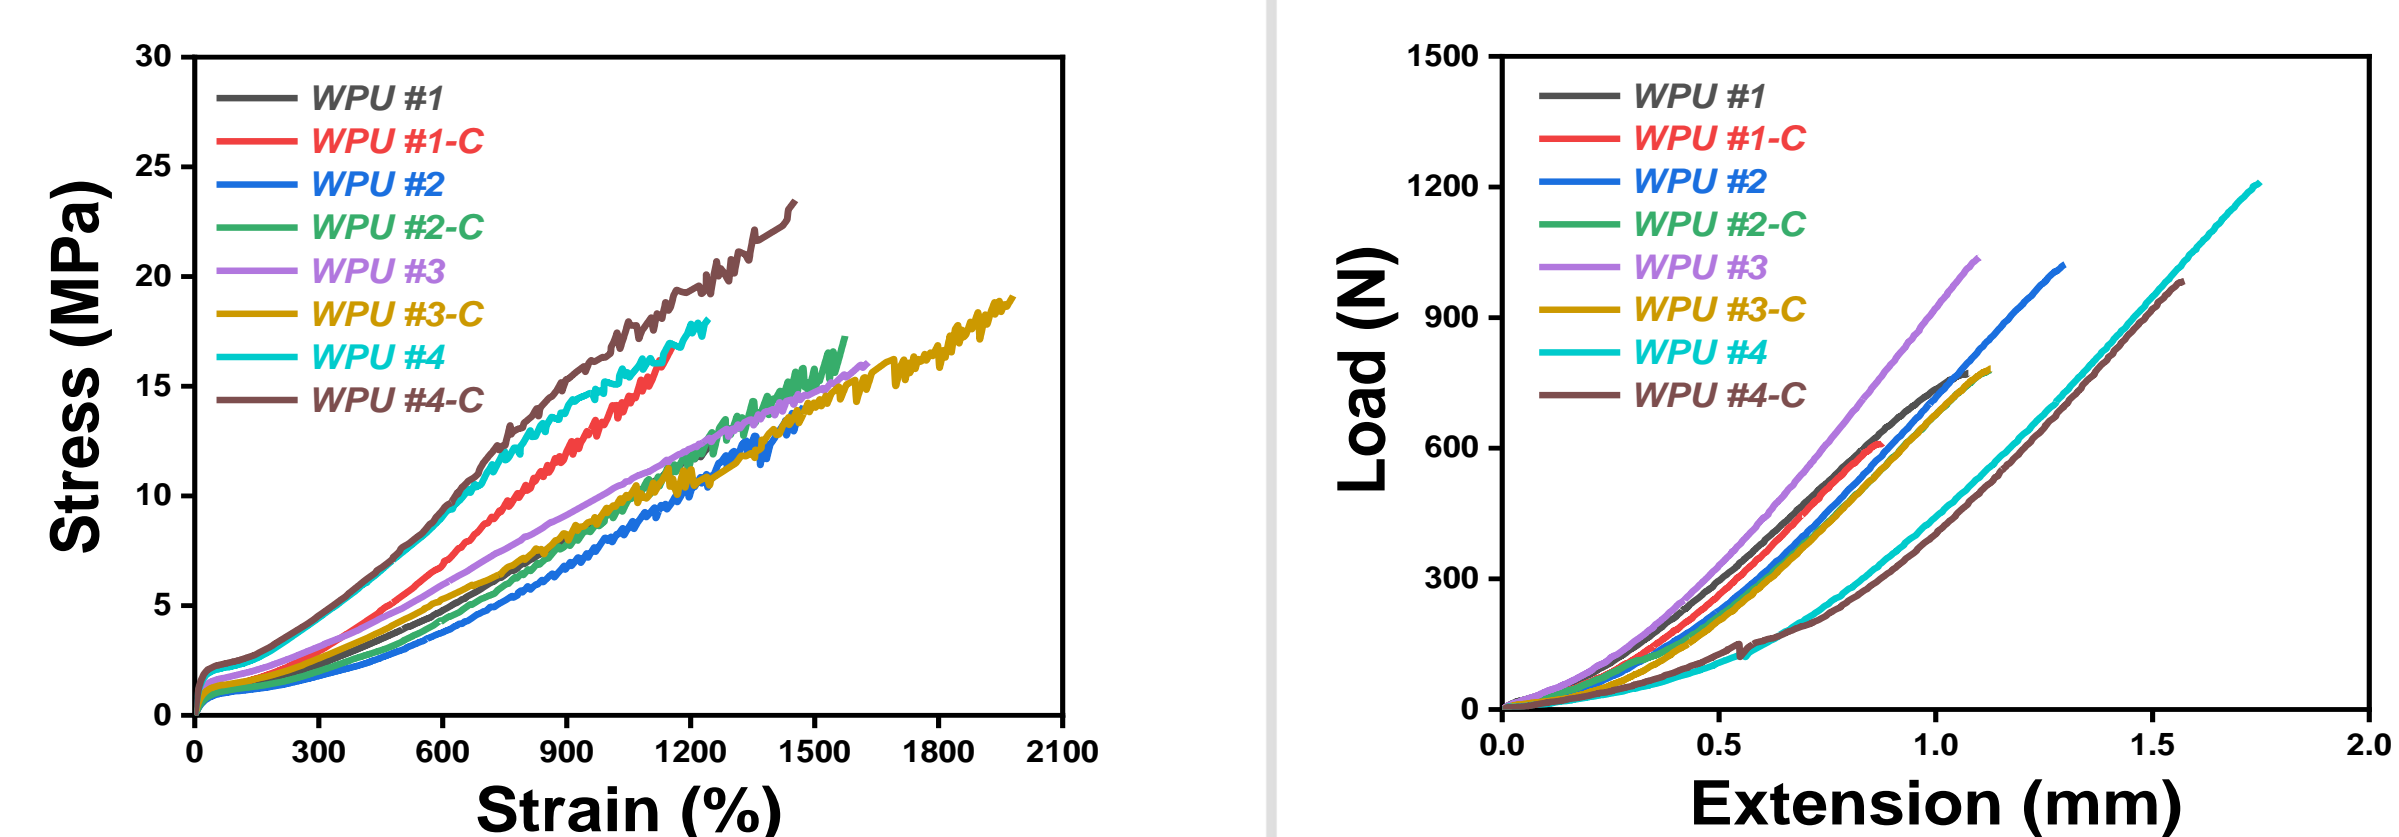 30
25
20
15
10
5
0
0 300 600 900 1200 1500 1800 2100
Stress (MPa)
Strain (%)
WPU #1
WPU #1-C
WPU #2
WPU #2-C
WPU #3
WPU #3-C
WPU #4
WPU #4-C
1500
1200
900
600
300
0
0.0 0.5 1.0 1.5 2.0
Load (N)
Extension (mm)
WPU #1
WPU #1-C
WPU #2
WPU #2-C
WPU #3
WPU #3-C
WPU #4
WPU #4-C